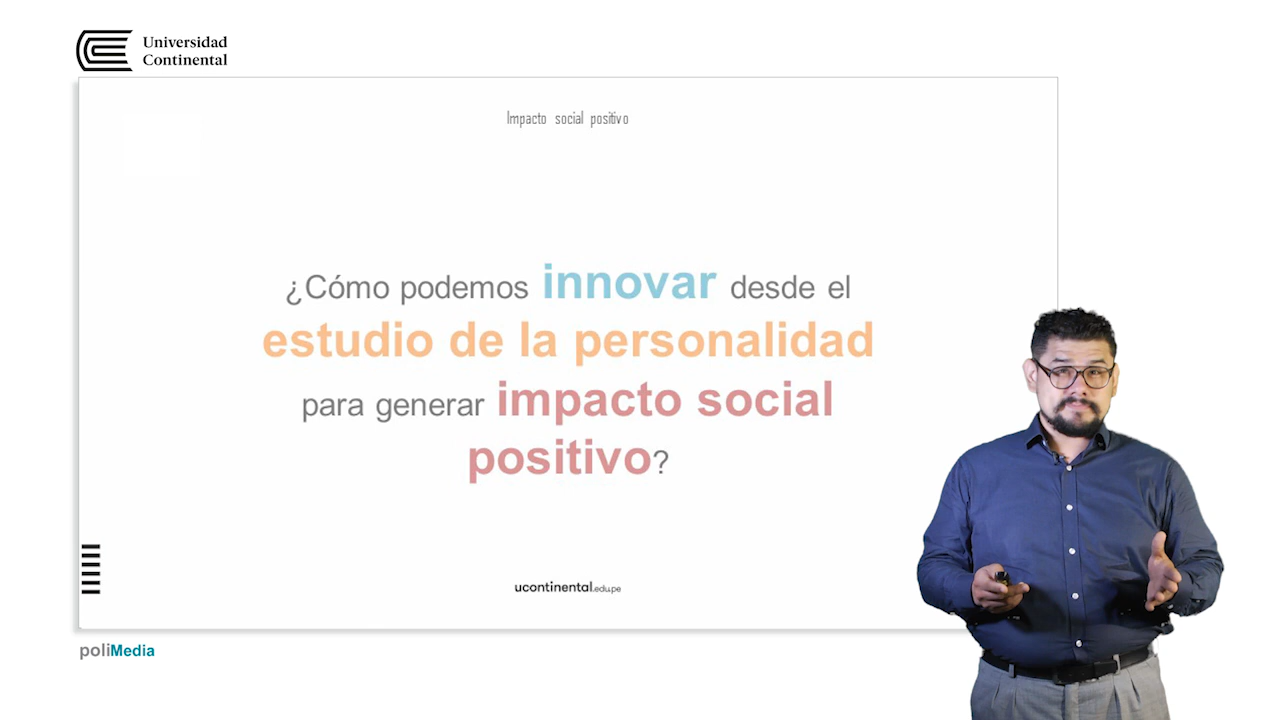 Universidad
Continental
Impacto social positivo
¿Cómo podemos innovar desde el
estudio de la personalidad
para generar impacto social
positivo?
ucontinental.edu.pe
poliMedia